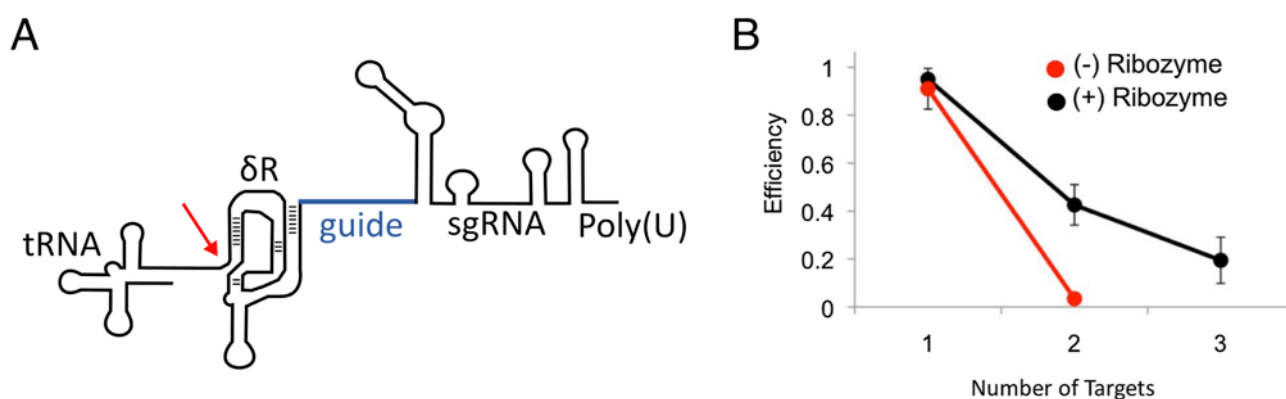 A
δR
tRNA
guide
sgRNA
Poly(U)
B
(-) Ribozyme
(+) Ribozyme
Efficiency
1
0.8
0.6
0.4
0.2
0
1 2 3
Number of Targets